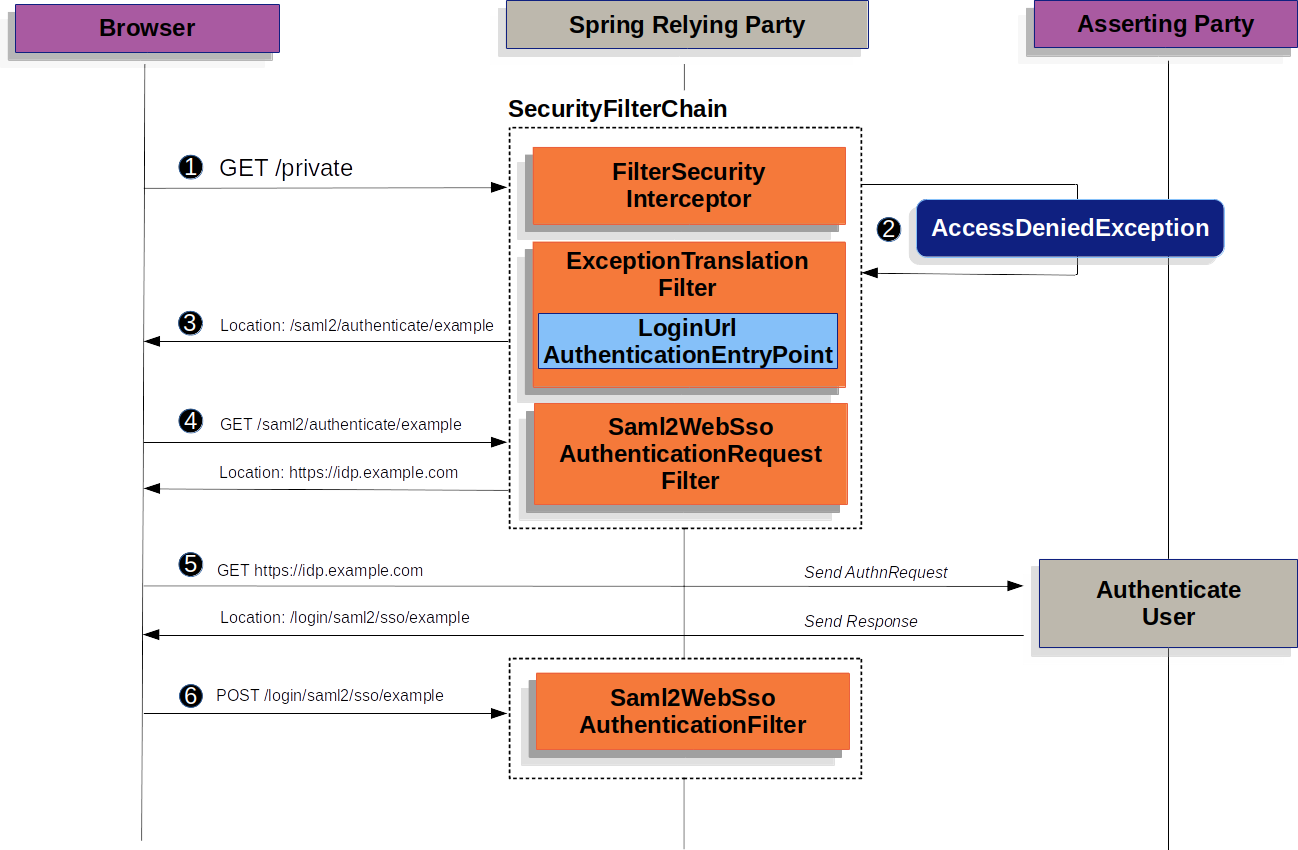 Browser
Spring Relying Party
Asserting Party
SecurityFilterChain
1 GET /private
FilterSecurity
Interceptor
2 AccessDeniedException
ExceptionTranslation
Filter
3 Location: /saml2/authenticate/example
LoginUrl
AuthenticationEntryPoint
4 GET /saml2/authenticate/example
Saml2WebSso
AuthenticationRequest
Filter
Location: https://idp.example.com
5 GET https://idp.example.com
Send AuthnRequest
Authenticate
User
Location: /login/saml2/sso/example
Send Response
6 POST /login/saml2/sso/example
Saml2WebSso
AuthenticationFilter